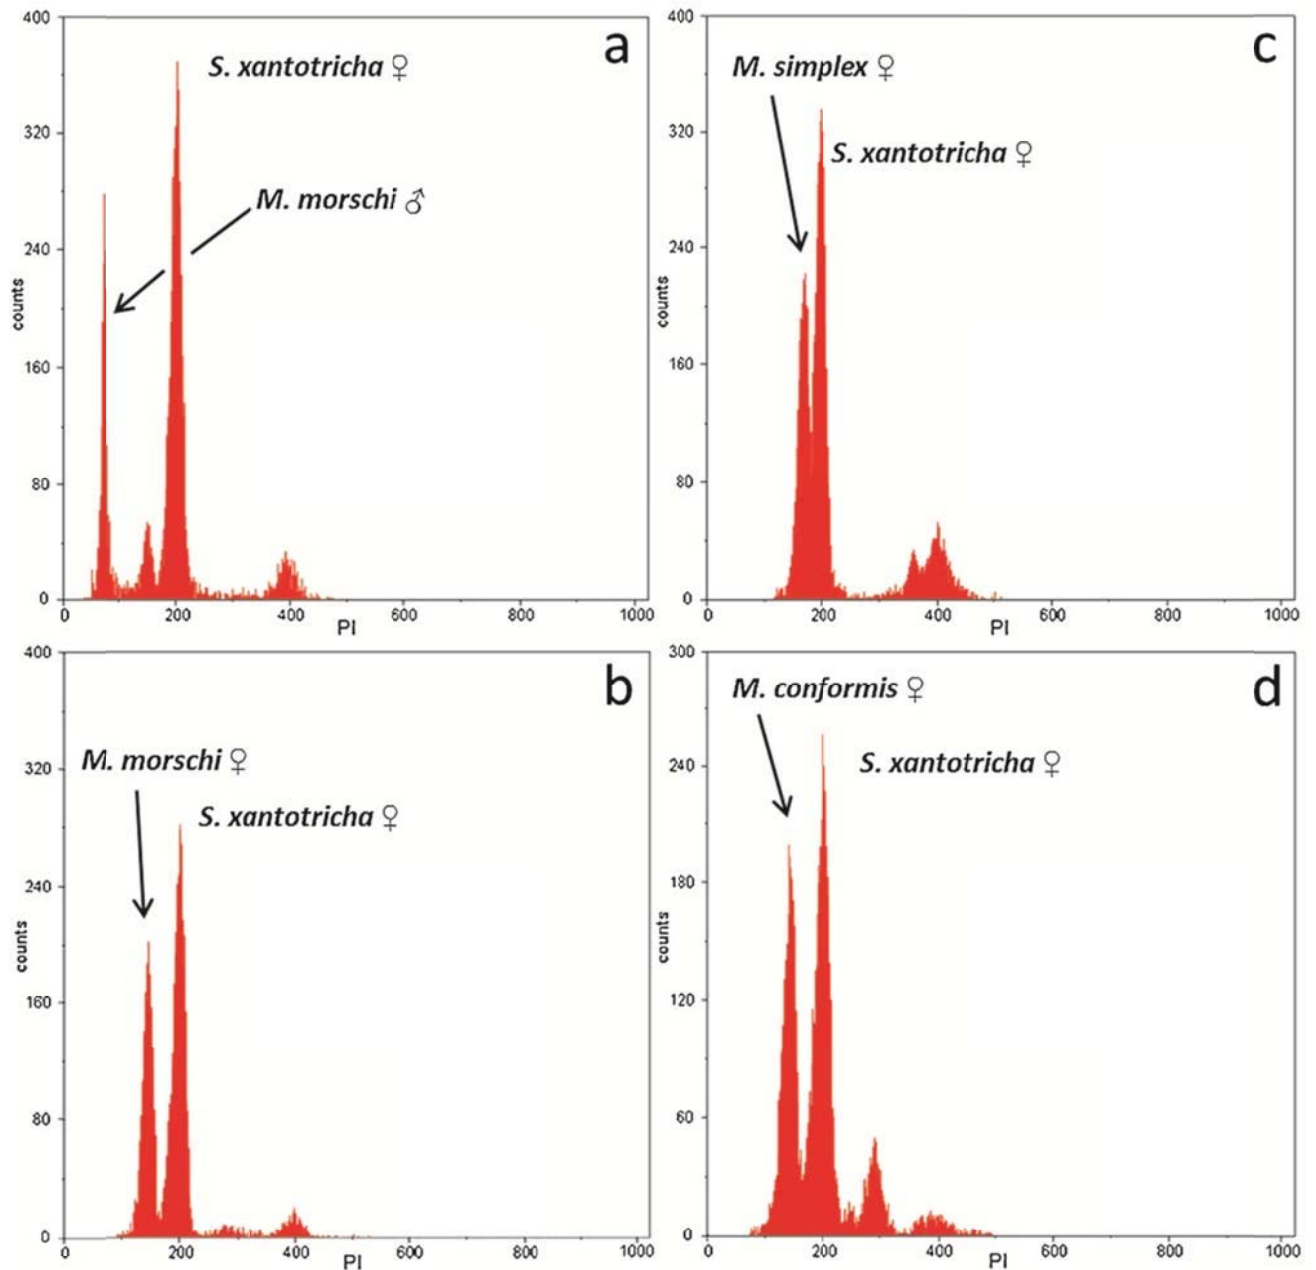 a
S. xantotricha ♀
M. morschi ♂
400
320
240
160
80
0
counts
0 200 400 600 800 1000
PI
c
M. simplex ♀
S. xantotricha ♀
400
320
240
160
80
0
counts
0 200 400 600 800 1000
PI
b
M. morschi ♀
S. xantotricha ♀
400
320
240
160
80
0
counts
0 200 400 600 800 1000
PI
d
M. conformis ♀
S. xantotricha ♀
300
240
180
120
60
0
counts
0 200 400 600 800 1000
PI